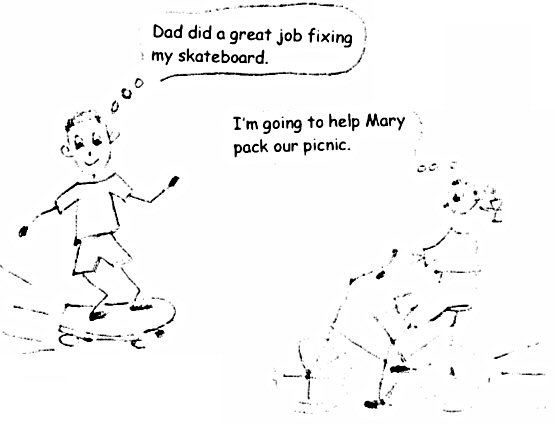 Dad did a great job fixing
my skateboard.
I'm going to help Mary
pack our picnic.